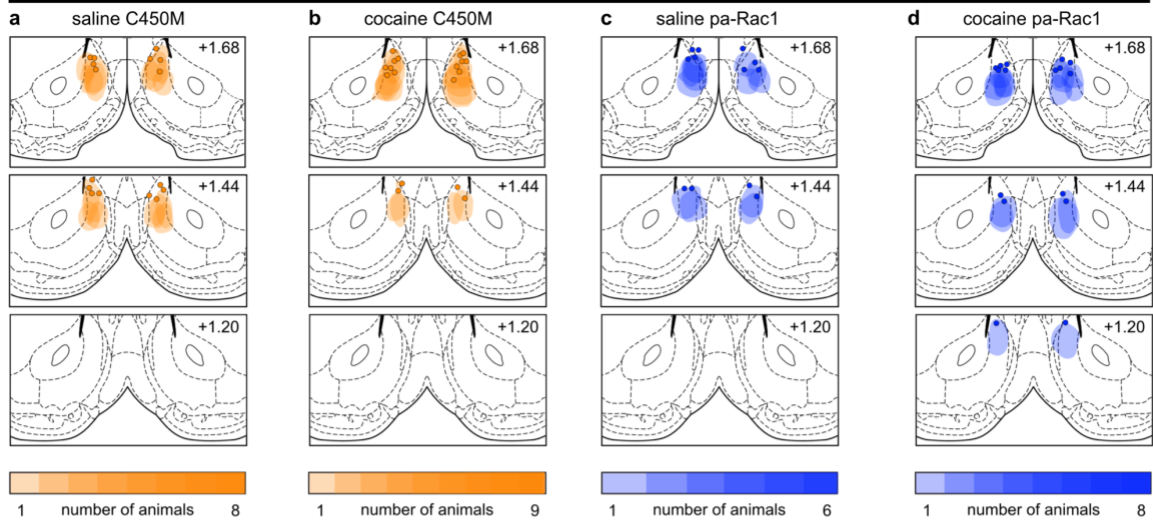 a saline C450M
b cocaine C450M
c saline pa-Rac1
d cocaine pa-Rac1
+1.68
+1.68
+1.68
+1.68
+1.44
+1.44
+1.44
+1.44
+1.20
+1.20
+1.20
+1.20
1 number of animals 8
1 number of animals 9
1 number of animals 6
1 number of animals 8